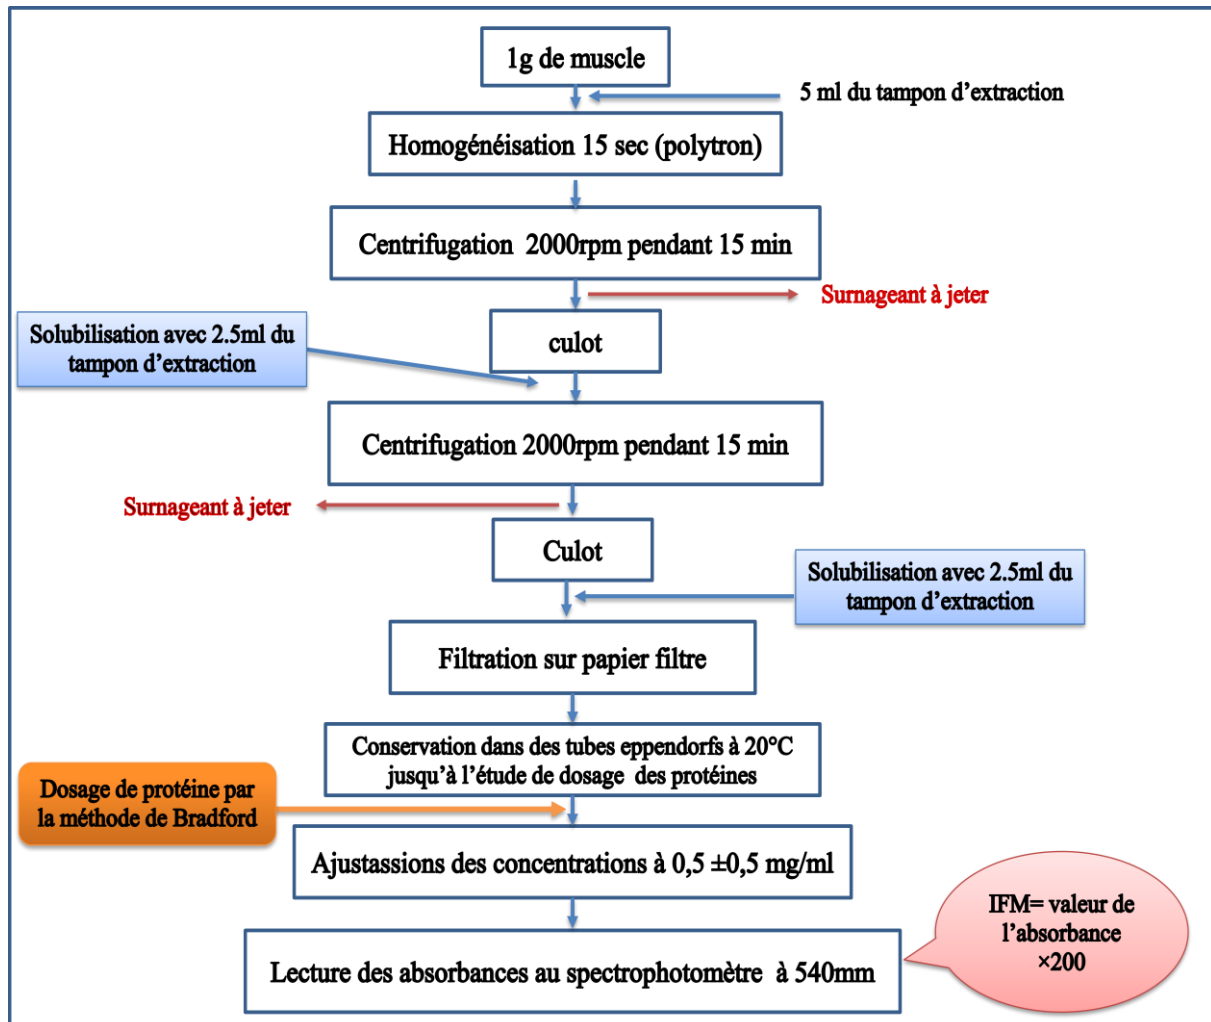 1g de muscle
5 ml du tampon d’extraction
Homogénéisation 15 sec (polytron)
Centrifugation 2000rpm pendant 15 min
Surnageant à jeter
culot
Solubilisation avec 2.5ml du
tampon d’extraction
Centrifugation 2000rpm pendant 15 min
Surnageant à jeter
Culot
Solubilisation avec 2.5ml du
tampon d’extraction
Filtration sur papier filtre
Conservation dans des tubes eppendorfs à 20°C
jusqu’à l’étude de dosage des protéines
Dosage de protéine par
la méthode de Bradford
Ajustassions des concentrations à 0,5 ±0,5 mg/ml
Lecture des absorbances au spectrophotomètre à 540mm
IFM= valeur de
l’absorbance
×200